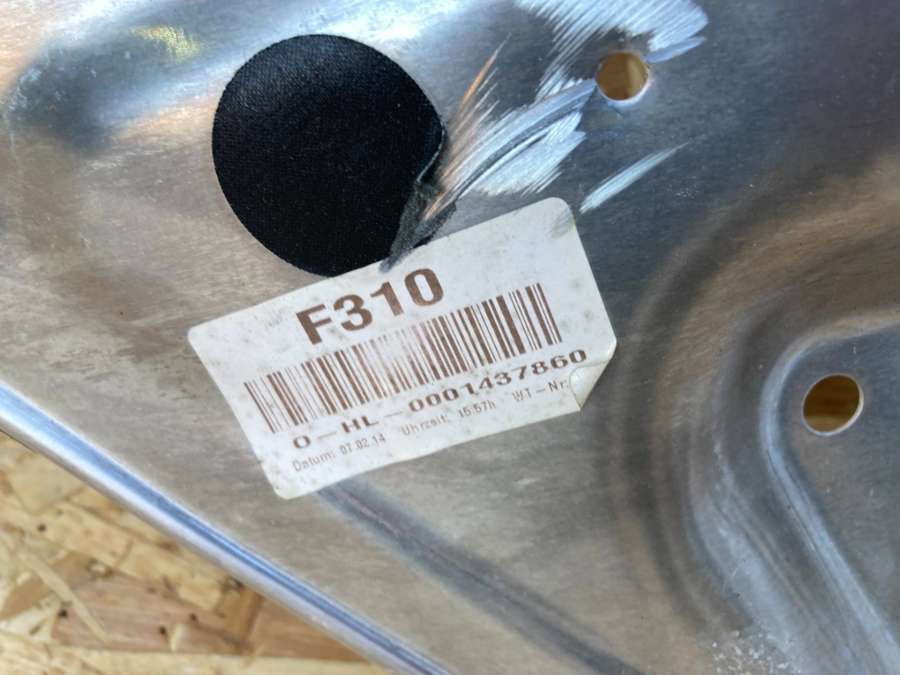 F310
0-HL-0001437860
Datum: 07.02.14 Uhrzeit: 15:57h WT-Nr.